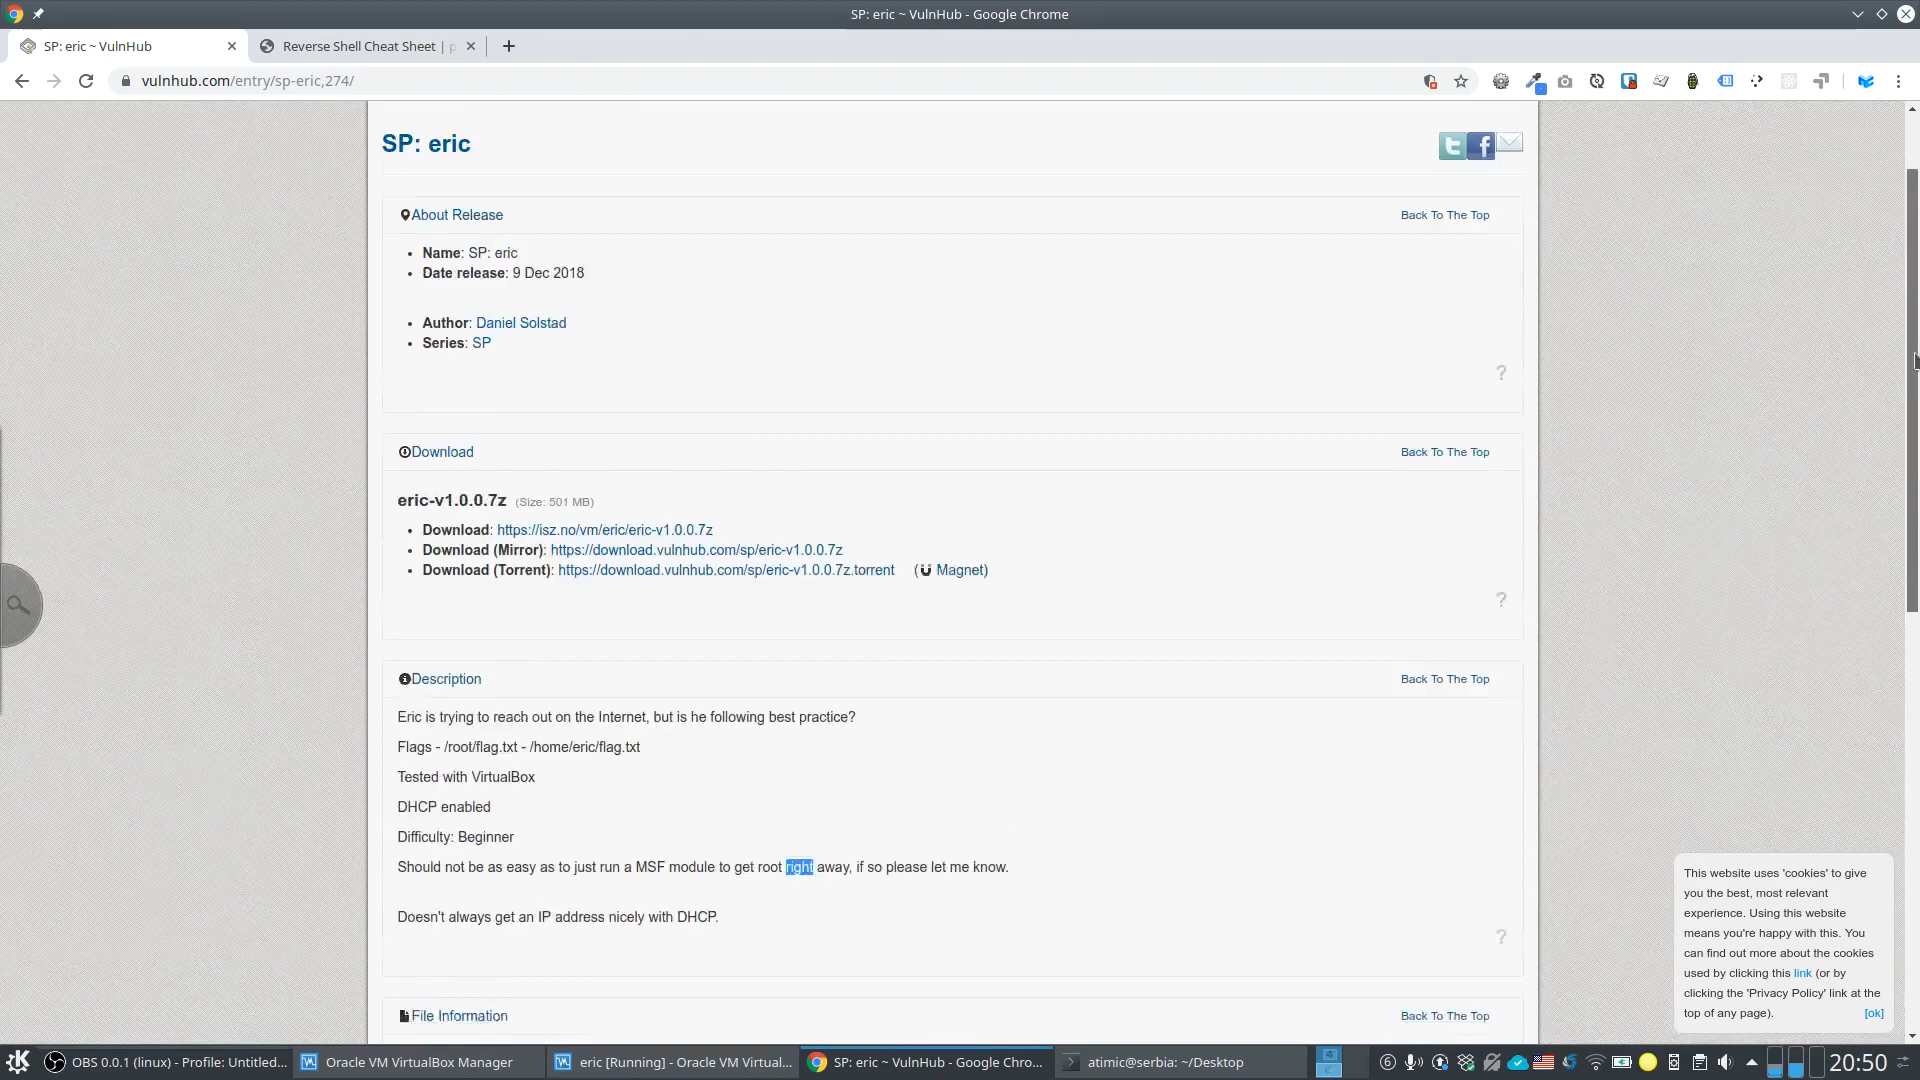 SP: eric ~ VulnHub - Google Chrome
SP: eric ~ VulnHub
Reverse Shell Cheat Sheet | p
vulnhub.com/entry/sp-eric,274/
SP: eric
About Release
Back To The Top
Name: SP: eric
Date release: 9 Dec 2018
Author: Daniel Solstad
Series: SP
?
Download
Back To The Top
eric-v1.0.0.7z (Size: 501 MB)
Download: https://isz.no/vm/eric/eric-v1.0.0.7z
Download (Mirror): https://download.vulnhub.com/sp/eric-v1.0.0.7z
Download (Torrent): https://download.vulnhub.com/sp/eric-v1.0.0.7z.torrent (Magnet)
?
Description
Back To The Top
Eric is trying to reach out on the Internet, but is he following best practice?
Flags - /root/flag.txt - /home/eric/flag.txt
Tested with VirtualBox
DHCP enabled
Difficulty: Beginner
Should not be as easy as to just run a MSF module to get root right away, if so please let me know.
Doesn't always get an IP address nicely with DHCP.
?
File Information
Back To The Top
This website uses 'cookies' to give
you the best, most relevant
experience. Using this website
means you're happy with this. You
can find out more about the cookies
used by clicking this link (or by
clicking the 'Privacy Policy' link at the
top of any page). [ok]
OBS 0.0.1 (linux) - Profile: Untitled...
Oracle VM VirtualBox Manager
eric [Running] - Oracle VM Virtual...
SP: eric ~ VulnHub - Google Chro...
atimic@serbia: ~/Desktop
6
20:50